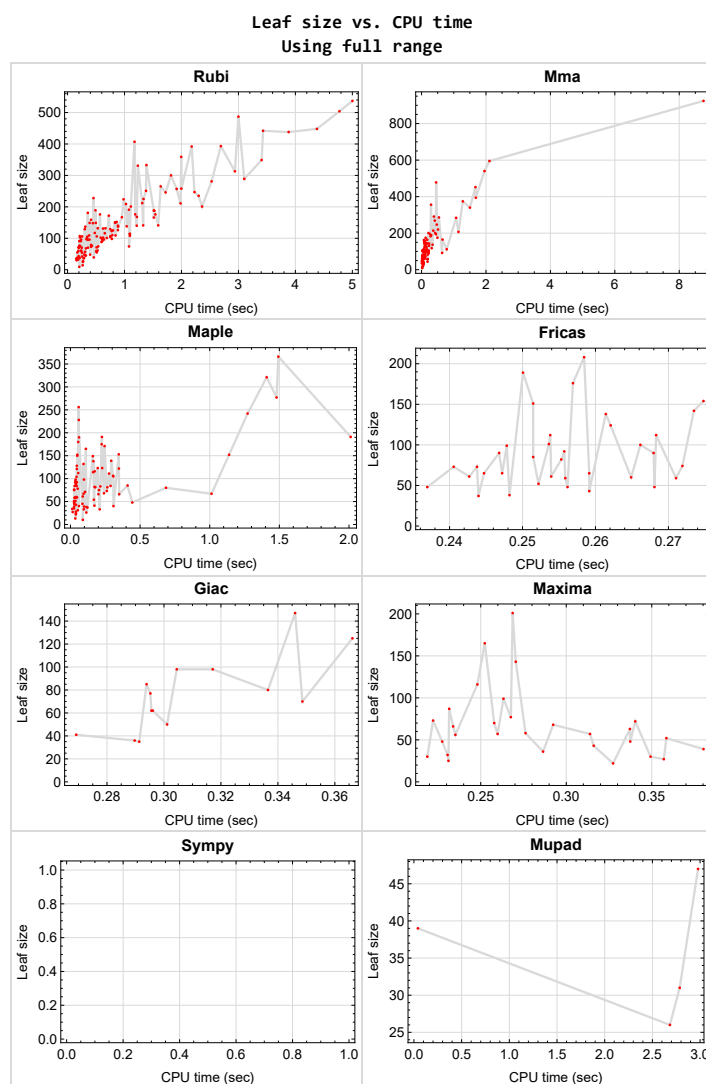 Leaf size vs. CPU time
Using full range
Rubi
Leaf size
500
400
300
200
100
0
0 1 2 3 4 5
CPU time (sec)
Mma
Leaf size
800
600
400
200
0
0 2 4 6 8
CPU time (sec)
Maple
Leaf size
350
300
250
200
150
100
50
0
0.0 0.5 1.0 1.5 2.0
CPU time (sec)
Fricas
Leaf size
200
150
100
50
0
0.24 0.25 0.26 0.27
CPU time (sec)
Giac
Leaf size
140
120
100
80
60
40
20
0
0.28 0.30 0.32 0.34 0.36
CPU time (sec)
Maxima
Leaf size
200
150
100
50
0
0.25 0.30 0.35
CPU time (sec)
Sympy
Leaf size
1.0
0.8
0.6
0.4
0.2
0.0
0.0 0.2 0.4 0.6 0.8 1.0
CPU time (sec)
Mupad
Leaf size
45
40
35
30
25
0.0 0.5 1.0 1.5 2.0 2.5 3.0
CPU time (sec)